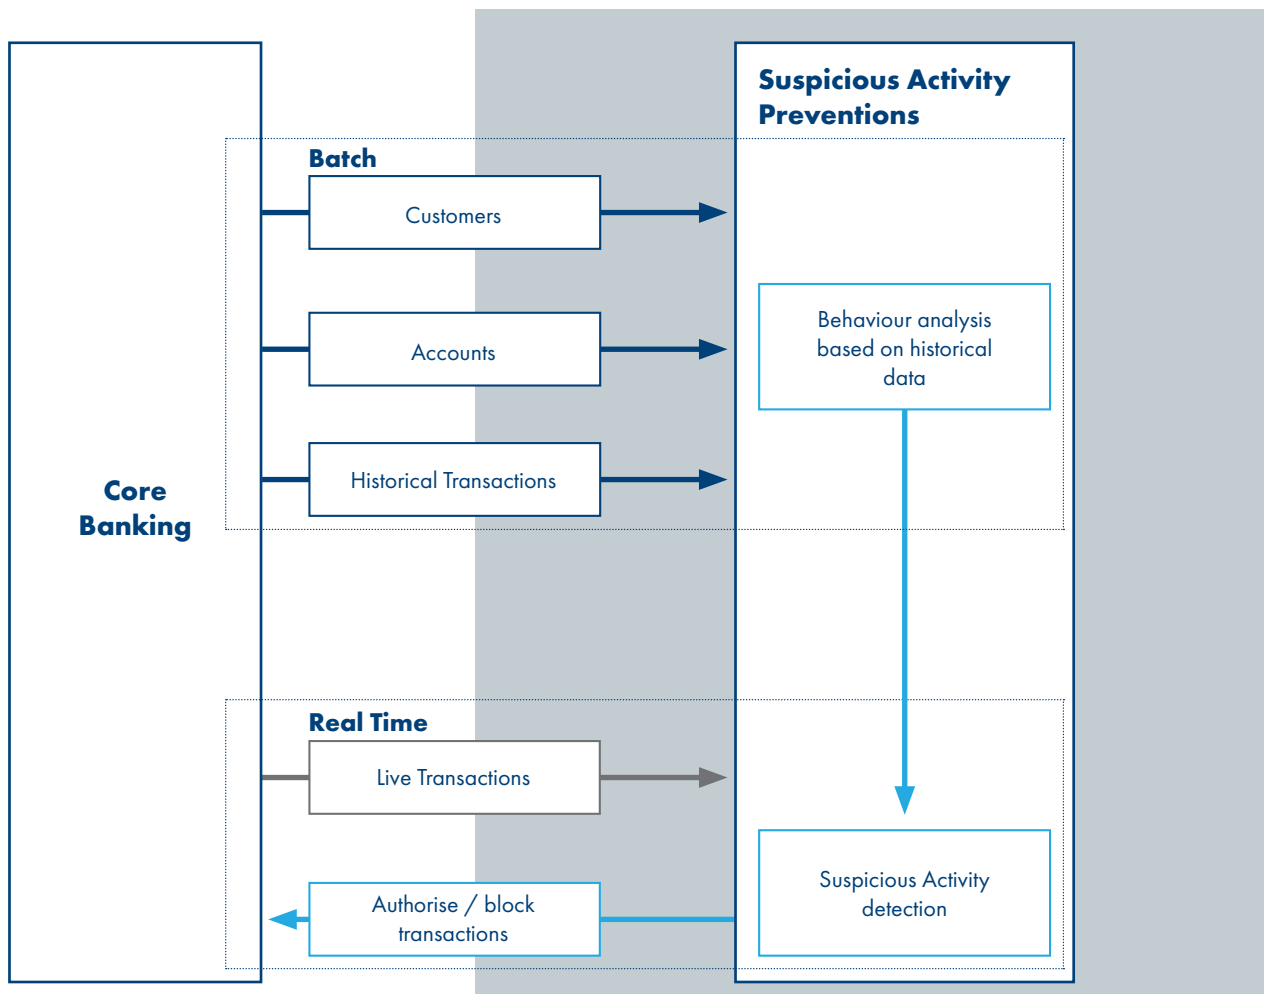 Suspicious Activity
Preventions
Batch
Customers
Accounts
Historical Transactions
Behaviour analysis
based on historical
data
Core
Banking
Real Time
Live Transactions
Authorise / block
transactions
Suspicious Activity
detection